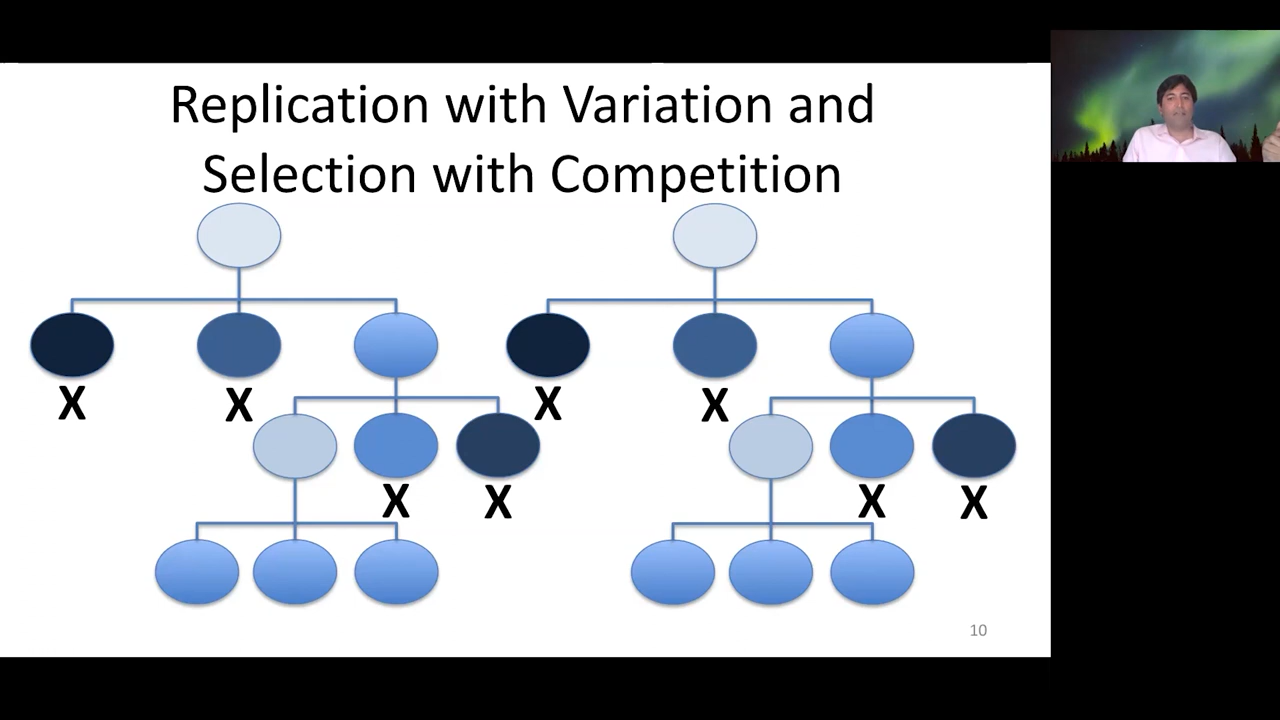 Replication with Variation and
Selection with Competition
X X X X
X X X X
10